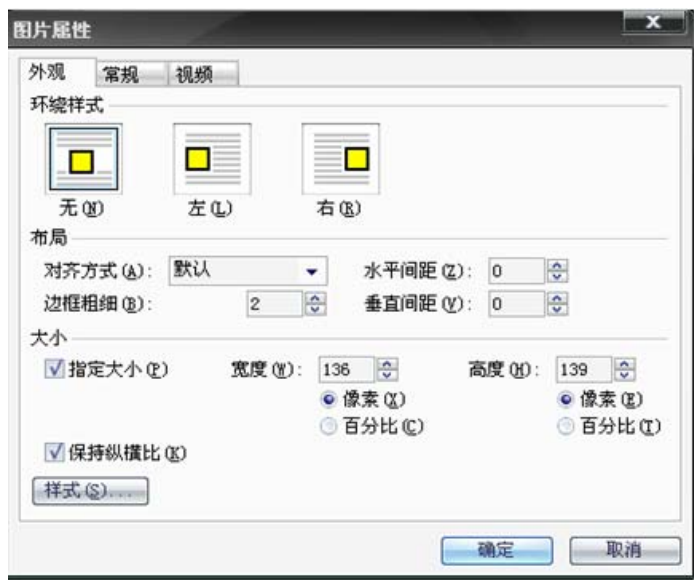 图片属性
外观 常规 视频
环绕样式
无(N) 左(L) 右(R)
布局
对齐方式(A): 默认 水平间距(Z): 0
边框粗细(B): 2 垂直间距(V): 0
大小
指定大小(P) 宽度(W): 136 高度(H): 139
像素(X) 像素(E)
百分比(C) 百分比(T)
保持纵横比(K)
样式(S)...
确定 取消